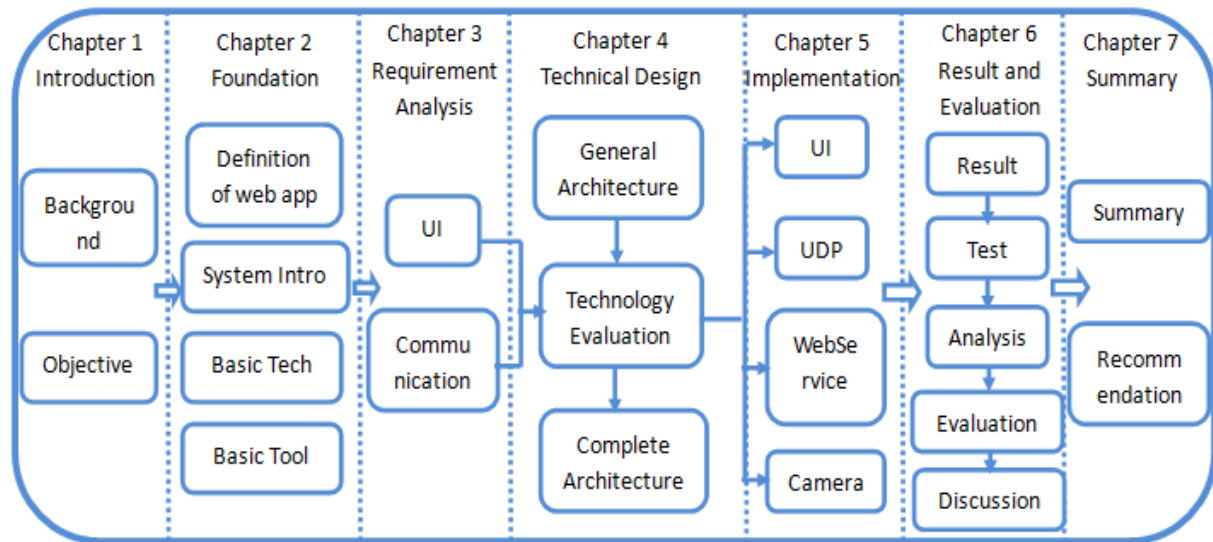 Chapter 1
Introduction
Backgrou
nd
Objective
Chapter 2
Foundation
Definition
of web app
System Intro
Basic Tech
Basic Tool
Chapter 3
Requirement
Analysis
UI
Commu
nication
Chapter 4
Technical Design
General
Architecture
Technology
Evaluation
Complete
Architecture
Chapter 5
Implementation
UI
UDP
WebSe
rvice
Camera
Chapter 6
Result and
Evaluation
Result
Test
Analysis
Evaluation
Discussion
Chapter 7
Summary
Summary
Recomm
endation